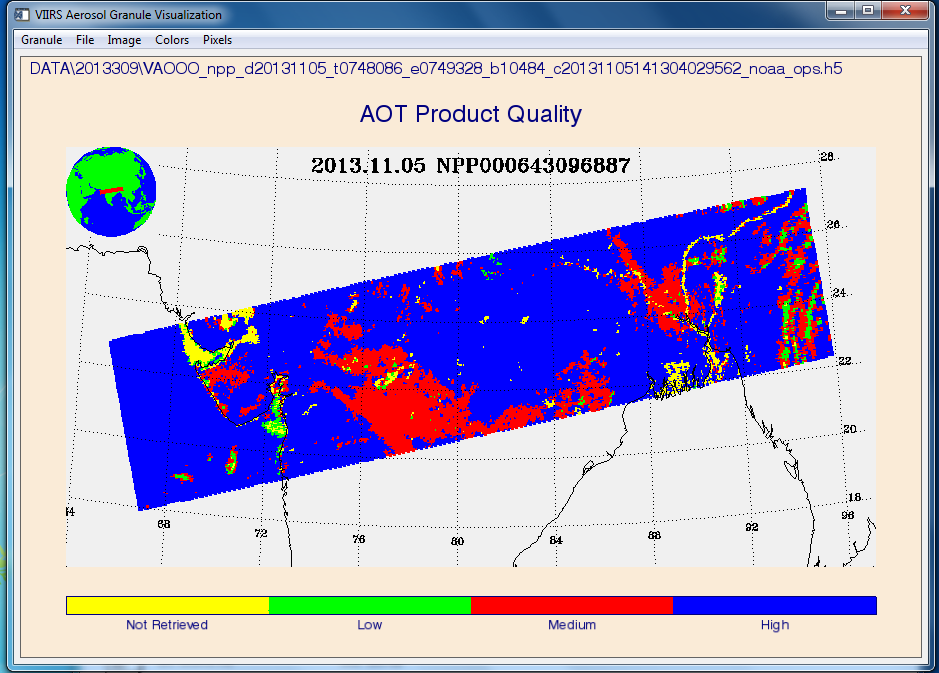 VIIRS Aerosol Granule Visualization
Granule File Image Colors Pixels
DATA\2013309\VAOOO_npp_d20131105_t0748086_e0749328_b10484_c20131105141304029562_noaa_ops.h5
AOT Product Quality
2013.11.05 NPP000643096887
28
26
24
22
20
18
96
68 72 76 80 84 88 92
Not Retrieved Low Medium High